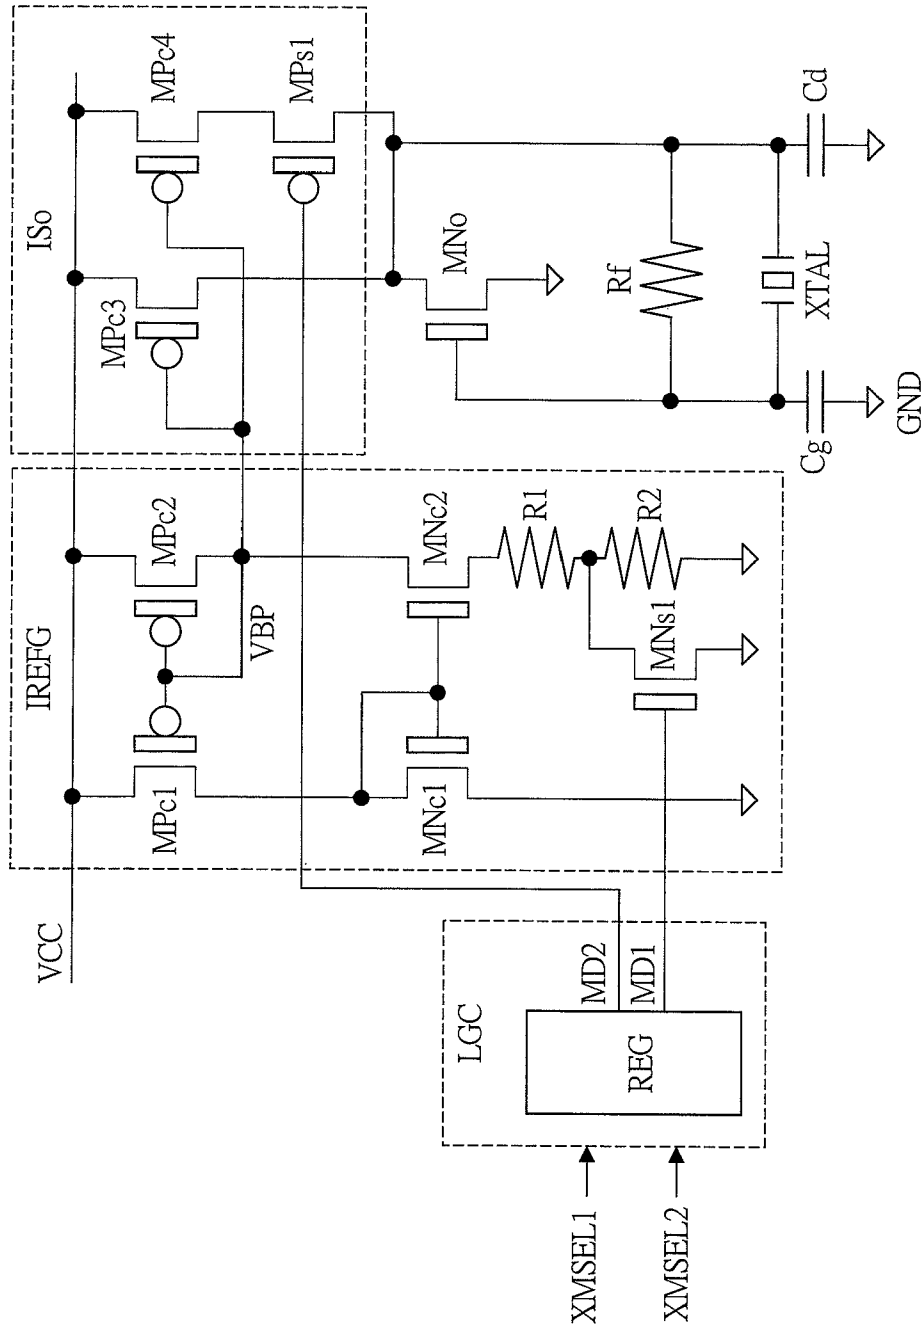 VCC
IREFG
ISo
MPc1
MPc2
MPc3
MPc4
VBP
MPs1
MNc1
MNc2
MNo
LGC
MD2
MD1
REG
R1
R2
MNs1
Rf
XTAL
Cg
Cd
GND
XMSEL1
XMSEL2